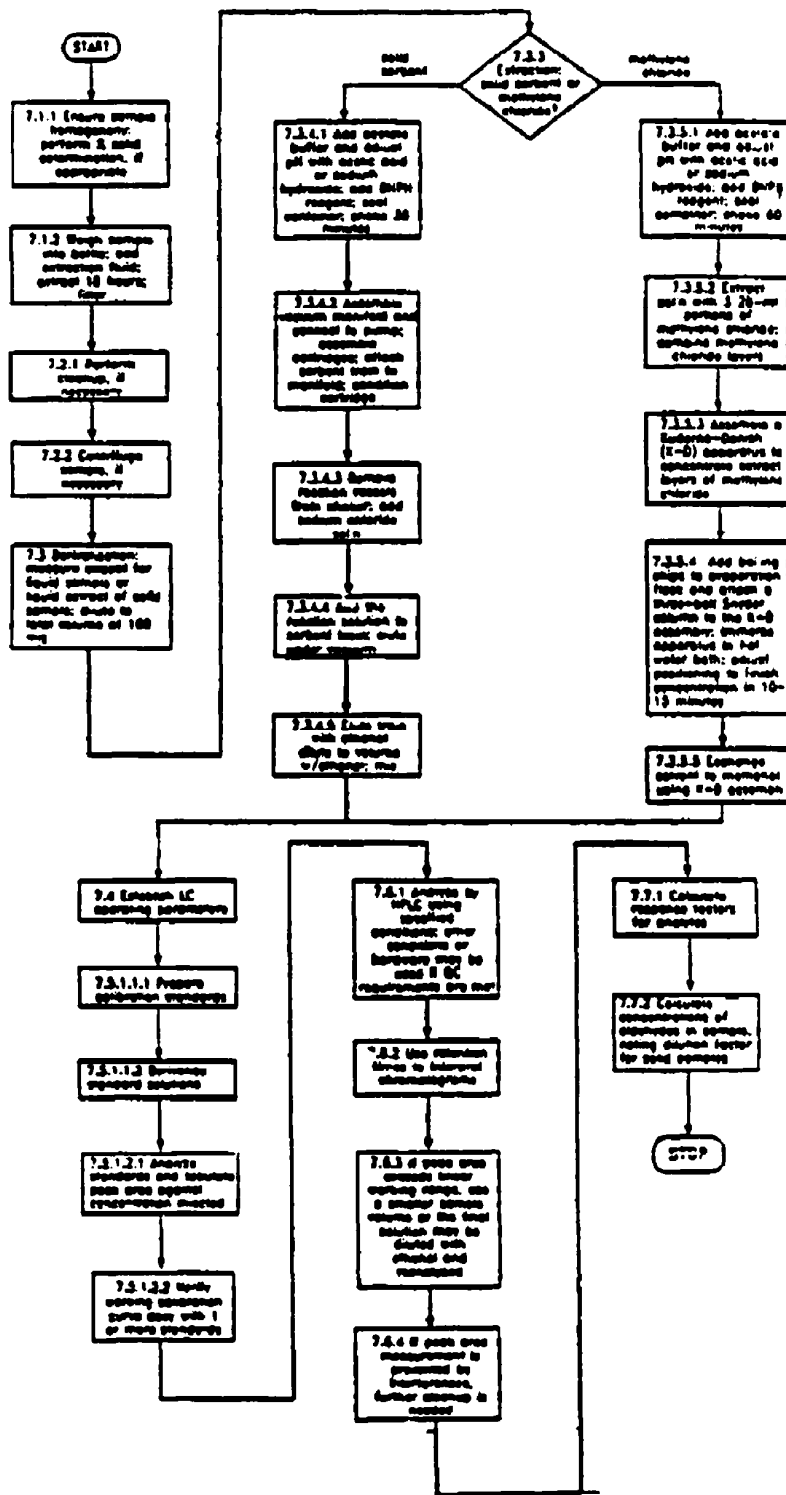 START
7.1.1 Ensure sample
homogeneity;
perform % solid
determination, if
appropriate
7.1.2 Weigh sample
into bottle; add
extraction fluid;
extract 18 hours;
filter
7.2.1 Perform
cleanup, if
necessary
7.2.2 Centrifuge
sample, if
necessary
7.3 Derivatization:
measure aliquot for
liquid sample or
liquid extract of solid
sample; dilute to
total volume of 100
7.3.3
Extraction:
solid sorbent or
methylene
chloride?
solid
sorbent
methylene
chloride
7.3.4.1 Add acetate
buffer and adjust
pH with acetic acid
or sodium
hydroxide; add DNPH
reagent; seal
container; shake 30
minutes
7.3.4.2 Assemble
vacuum manifold and
connect to pump;
assemble
cartridges; attach
sorbent train to
manifold; condition
cartridge
7.3.4.3 Remove
reaction vessels
from shaker; add
sodium chloride
soln
7.3.4.4 Add the
reaction solution to
sorbent train; elute
under vacuum
7.3.4.5 Elute train
with ethanol
dilute to volume
w/ethanol; mix
7.3.5.1 Add acetate
buffer and adjust
pH with acetic acid
or sodium
hydroxide; add
reagent; seal
container; shake 60
minutes
7.3.5.2 Extract
soln with 3 20-ml
portions of
methylene chloride;
combine methylene
chloride layers
7.3.5.3 Assemble a
Kuderna-Danish
(K-D) apparatus to
concentrate extract
layers of methylene
chloride
7.3.5.4 Add boiling
chips to
and attach a
three-ball Snyder
column to the K-D
assembly; immerse
apparatus in hot
water bath; adjust
positioning to finish
concentration in 10-
15 minutes
7.3.5.5 Exchange
solvent to methanol
using K-D
7.4 Establish LC
operating parameters
7.5.1.1.1 Prepare
calibration standards
7.5.1.1.2 Derivatize
standard solutions
7.5.1.2.1 Analyze
standards and tabulate
peak area against
concentration injected
7.5.1.2.2 Verify
working calibration
curve daily with 1
or more standards
7.6.1 Analyze by
HPLC using
specified
conditions; other
conditions or
hardware may be
used if QC
requirements are met
7.6.2 Use retention
times to interpret
chromatograms
7.6.3 If peak area
exceeds linear
working range, use
a smaller sample
volume or the final
solution may be
diluted with
ethanol and
reanalyzed
7.6.4 If peak area
measurement is
prevented by
interferences,
further cleanup is
needed
7.7.1 Calculate
response factors
for analytes
7.7.2 Calculate
concentrations of
aldehydes in sample,
noting dilution factor
for solid samples
STOP